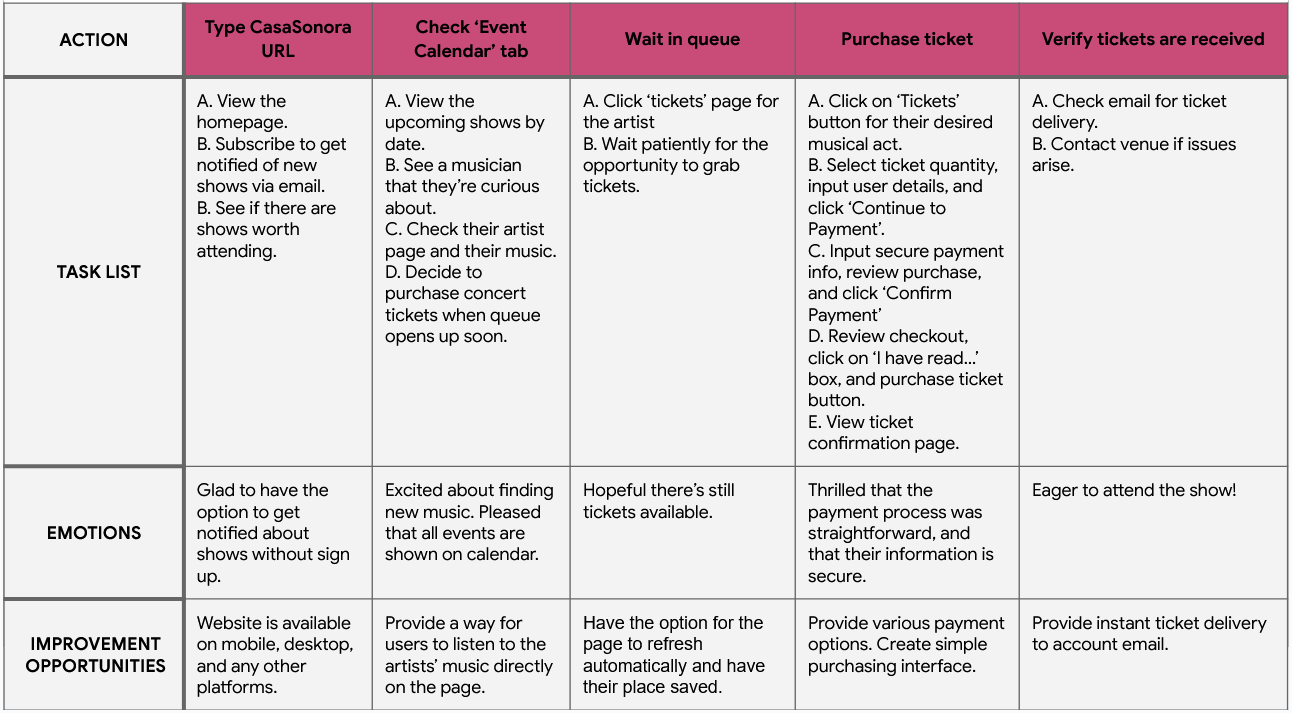 ACTION
Type CasaSonora
URL
Check ‘Event
Calendar’ tab
Wait in queue
Purchase ticket
Verify tickets are received
TASK LIST
A. View the
homepage.
B. Subscribe to get
notified of new
shows via email.
B. See if there are
shows worth
attending.
A. View the
upcoming shows by
date.
B. See a musician
that they’re curious
about.
C. Check their artist
page and their music.
D. Decide to
purchase concert
tickets when queue
opens up soon.
A. Click ‘tickets’ page for
the artist
B. Wait patiently for the
opportunity to grab
tickets.
A. Click on ‘Tickets’
button for their desired
musical act.
B. Select ticket quantity,
input user details, and
click ‘Continue to
Payment’.
C. Input secure payment
info, review purchase,
and click ‘Confirm
Payment’
D. Review checkout,
click on ‘I have read...’
box, and purchase ticket
button.
E. View ticket
confirmation page.
A. Check email for ticket
delivery.
B. Contact venue if issues
arise.
EMOTIONS
Glad to have the
option to get
notified about
shows without sign
up.
Excited about finding
new music. Pleased
that all events are
shown on calendar.
Hopeful there’s still
tickets available.
Thrilled that the
payment process was
straightforward, and
that their information is
secure.
Eager to attend the show!
IMPROVEMENT
OPPORTUNITIES
Website is available
on mobile, desktop,
and any other
platforms.
Provide a way for
users to listen to the
artists’ music directly
on the page.
Have the option for the
page to refresh
automatically and have
their place saved.
Provide various payment
options. Create simple
purchasing interface.
Provide instant ticket delivery
to account email.